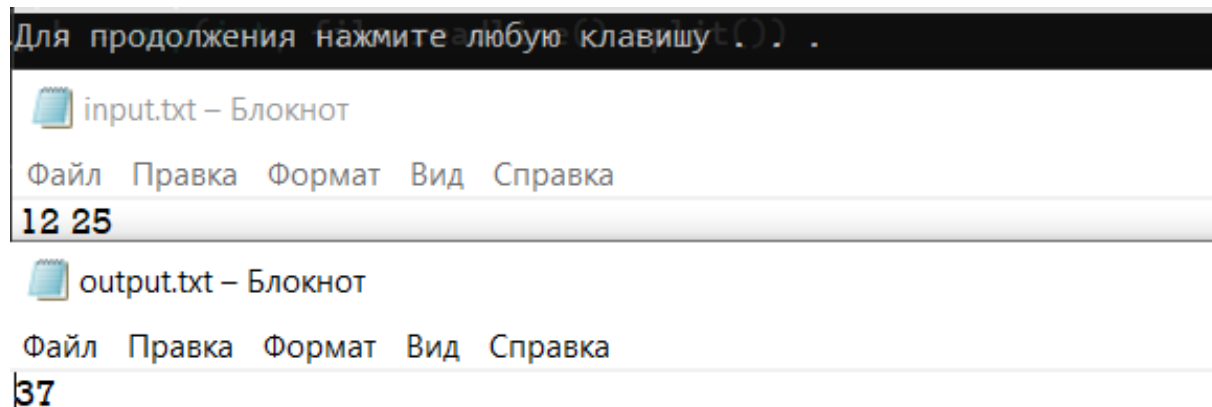 Для продолжения нажмите любую клавишу . . .
input.txt – Блокнот
Файл Правка Формат Вид Справка
12 25
output.txt – Блокнот
Файл Правка Формат Вид Справка
37